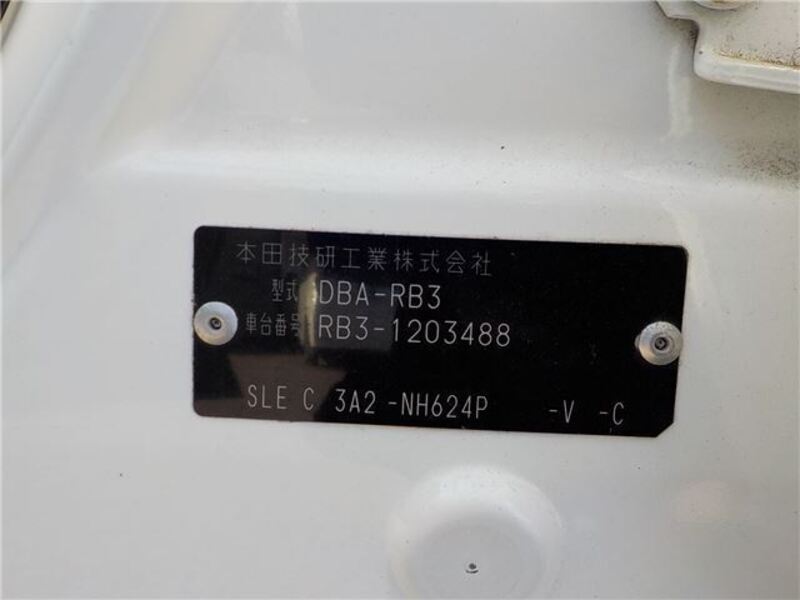 本田技研工業株式会社
型式 DBA-RB3
車台番号 RB3-1203488
SLE C 3A2 -NH624P -V -C